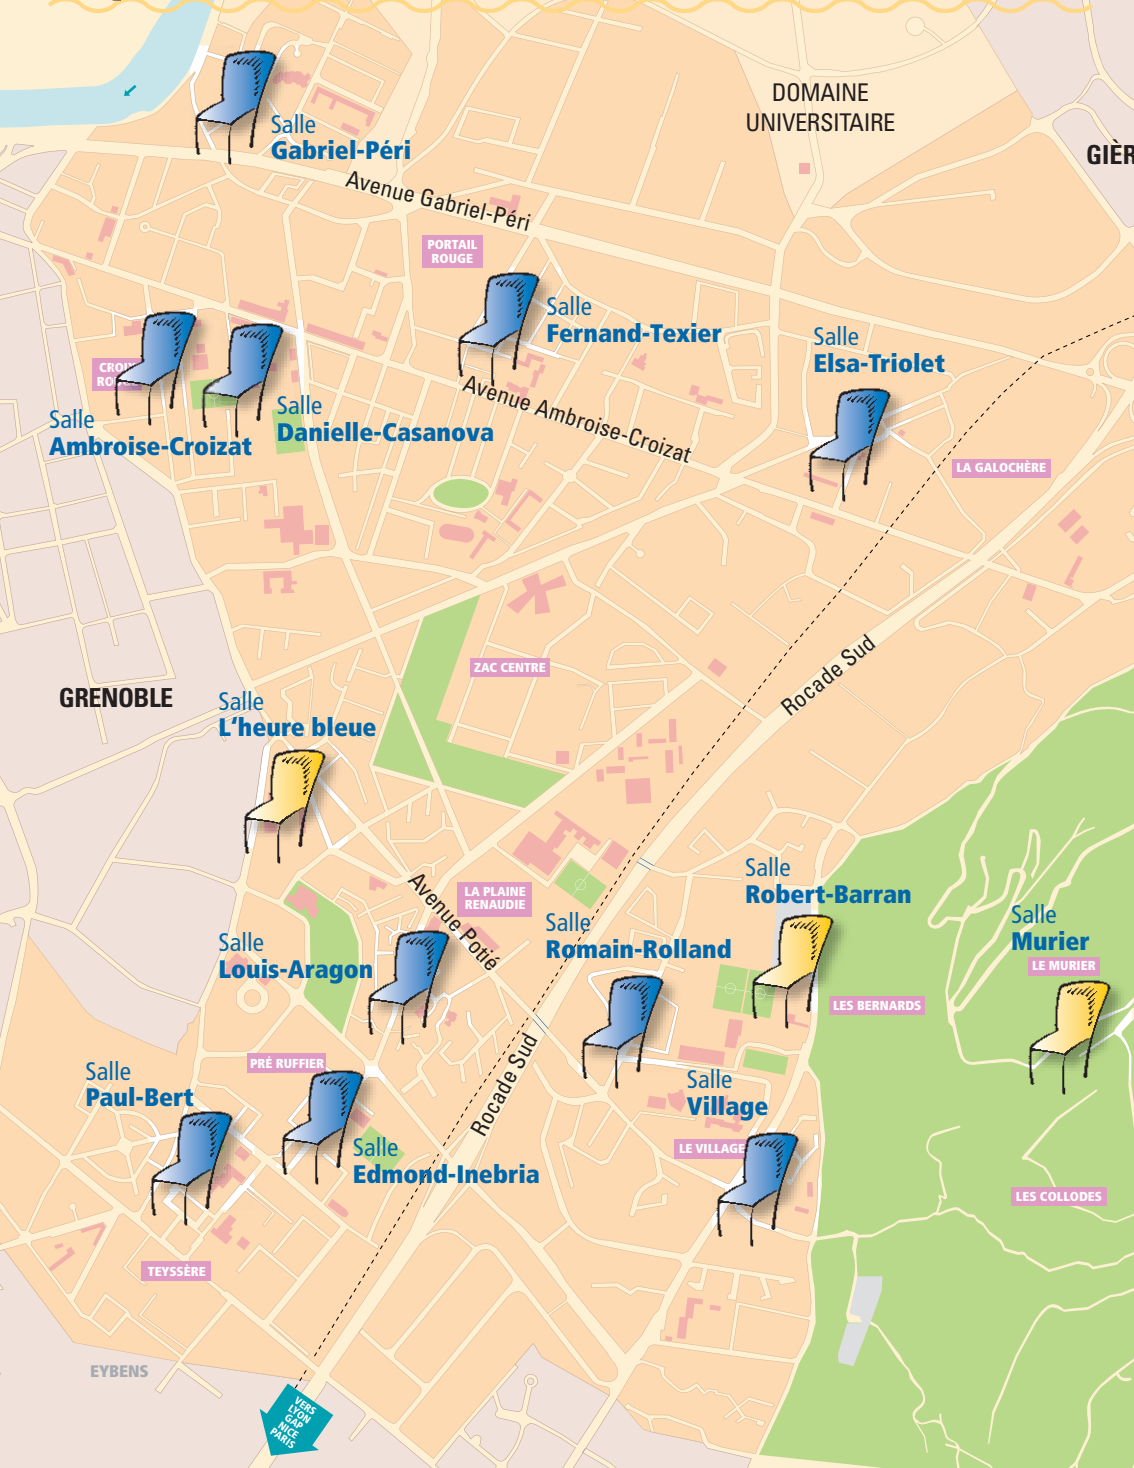 DOMAINE
UNIVERSITAIRE
GIÈR
Salle
Gabriel-Péri
Avenue Gabriel-Péri
PORTAIL
ROUGE
Salle
Fernand-Texier
Salle
Elsa-Triolet
CROI
RO
Salle
Ambroise-Croizat
Salle
Danielle-Casanova
Avenue Ambroise-Croizat
LA GALOCHÈRE
ZAC CENTRE
Rocade Sud
GRENOBLE
Salle
L'heure bleue
Avenue Potié
LA PLAINE
RENAUDIE
Salle
Robert-Barran
Salle
Murier
LE MURIER
Salle
Romain-Rolland
Salle
Louis-Aragon
LES BERNARDS
PRÉ RUFFIER
Rocade Sud
Salle
Paul-Bert
Salle
Village
LE VILLAGE
Salle
Edmond-Inebria
LES COLLODES
TEYSSÈRE
EYBENS
VERS
LYON
GAP
NICE
PARIS